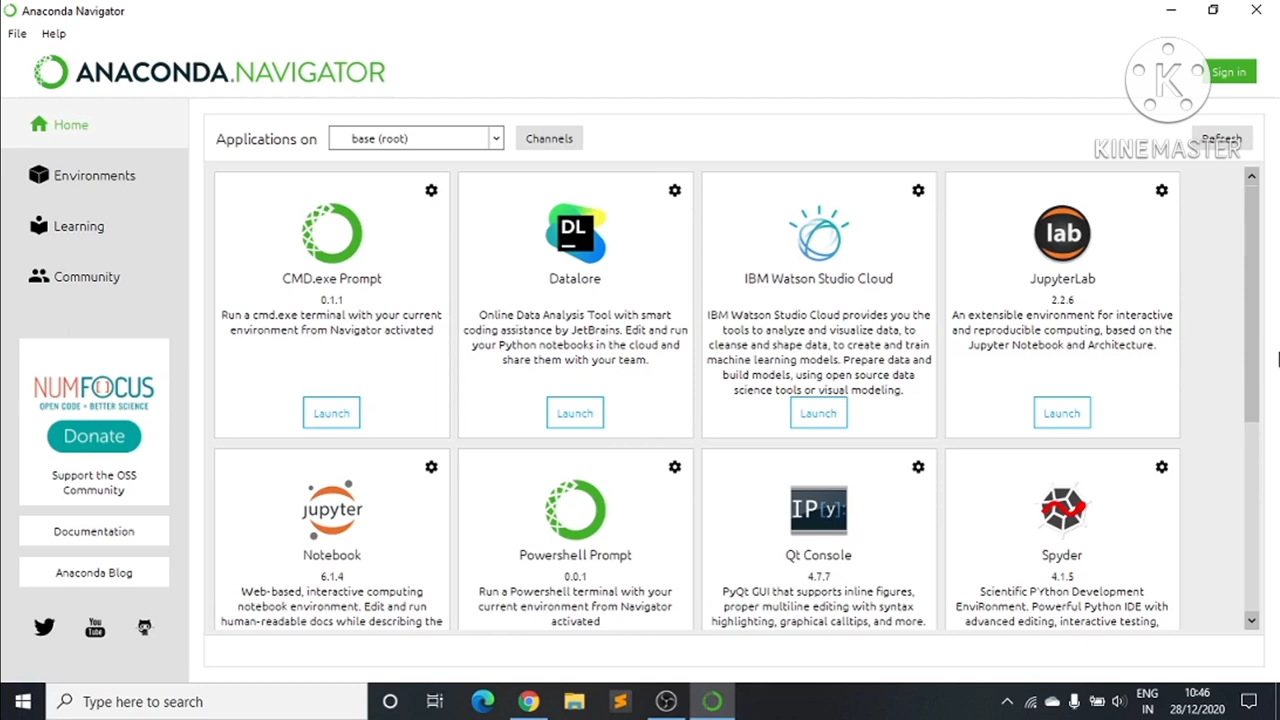 Anaconda Navigator
File Help
ANACONDA.NAVIGATOR
Sign in
K
KINEMASTER
Home
Environments
Learning
Community
NUMFOCUS
OPEN CODE = BETTER SCIENCE
Donate
Support the OSS
Community
Documentation
Anaconda Blog
You
Tube
Applications on base (root) Channels Refresh
CMD.exe Prompt
0.1.1
Run a cmd.exe terminal with your current
environment from Navigator activated
Launch
DL
Datalore
Online Data Analysis Tool with smart
coding assistance by JetBrains. Edit and run
your Python notebooks in the cloud and
share them with your team.
Launch
IBM Watson Studio Cloud
IBM Watson Studio Cloud provides you the
tools to analyze and visualize data, to
cleanse and shape data, to create and train
machine learning models. Prepare data and
build models, using open source data
science tools or visual modeling.
Launch
lab
JupyterLab
2.2.6
An extensible environment for interactive
and reproducible computing, based on the
Jupyter Notebook and Architecture.
Launch
jupyter
Notebook
6.1.4
Web-based, interactive computing
notebook environment. Edit and run
human-readable docs while describing the
Powershell Prompt
0.0.1
Run a Powershell terminal with your
current environment from Navigator
activated
IP[y]:
Qt Console
4.7.7
PyQt GUI that supports inline figures,
proper multiline editing with syntax
highlighting, graphical calltips, and more.
Spyder
4.1.5
Scientific PYthon Development
EnviRonment. Powerful Python IDE with
advanced editing, interactive testing,
Type here to search
ENG
IN
10:46
28/12/2020